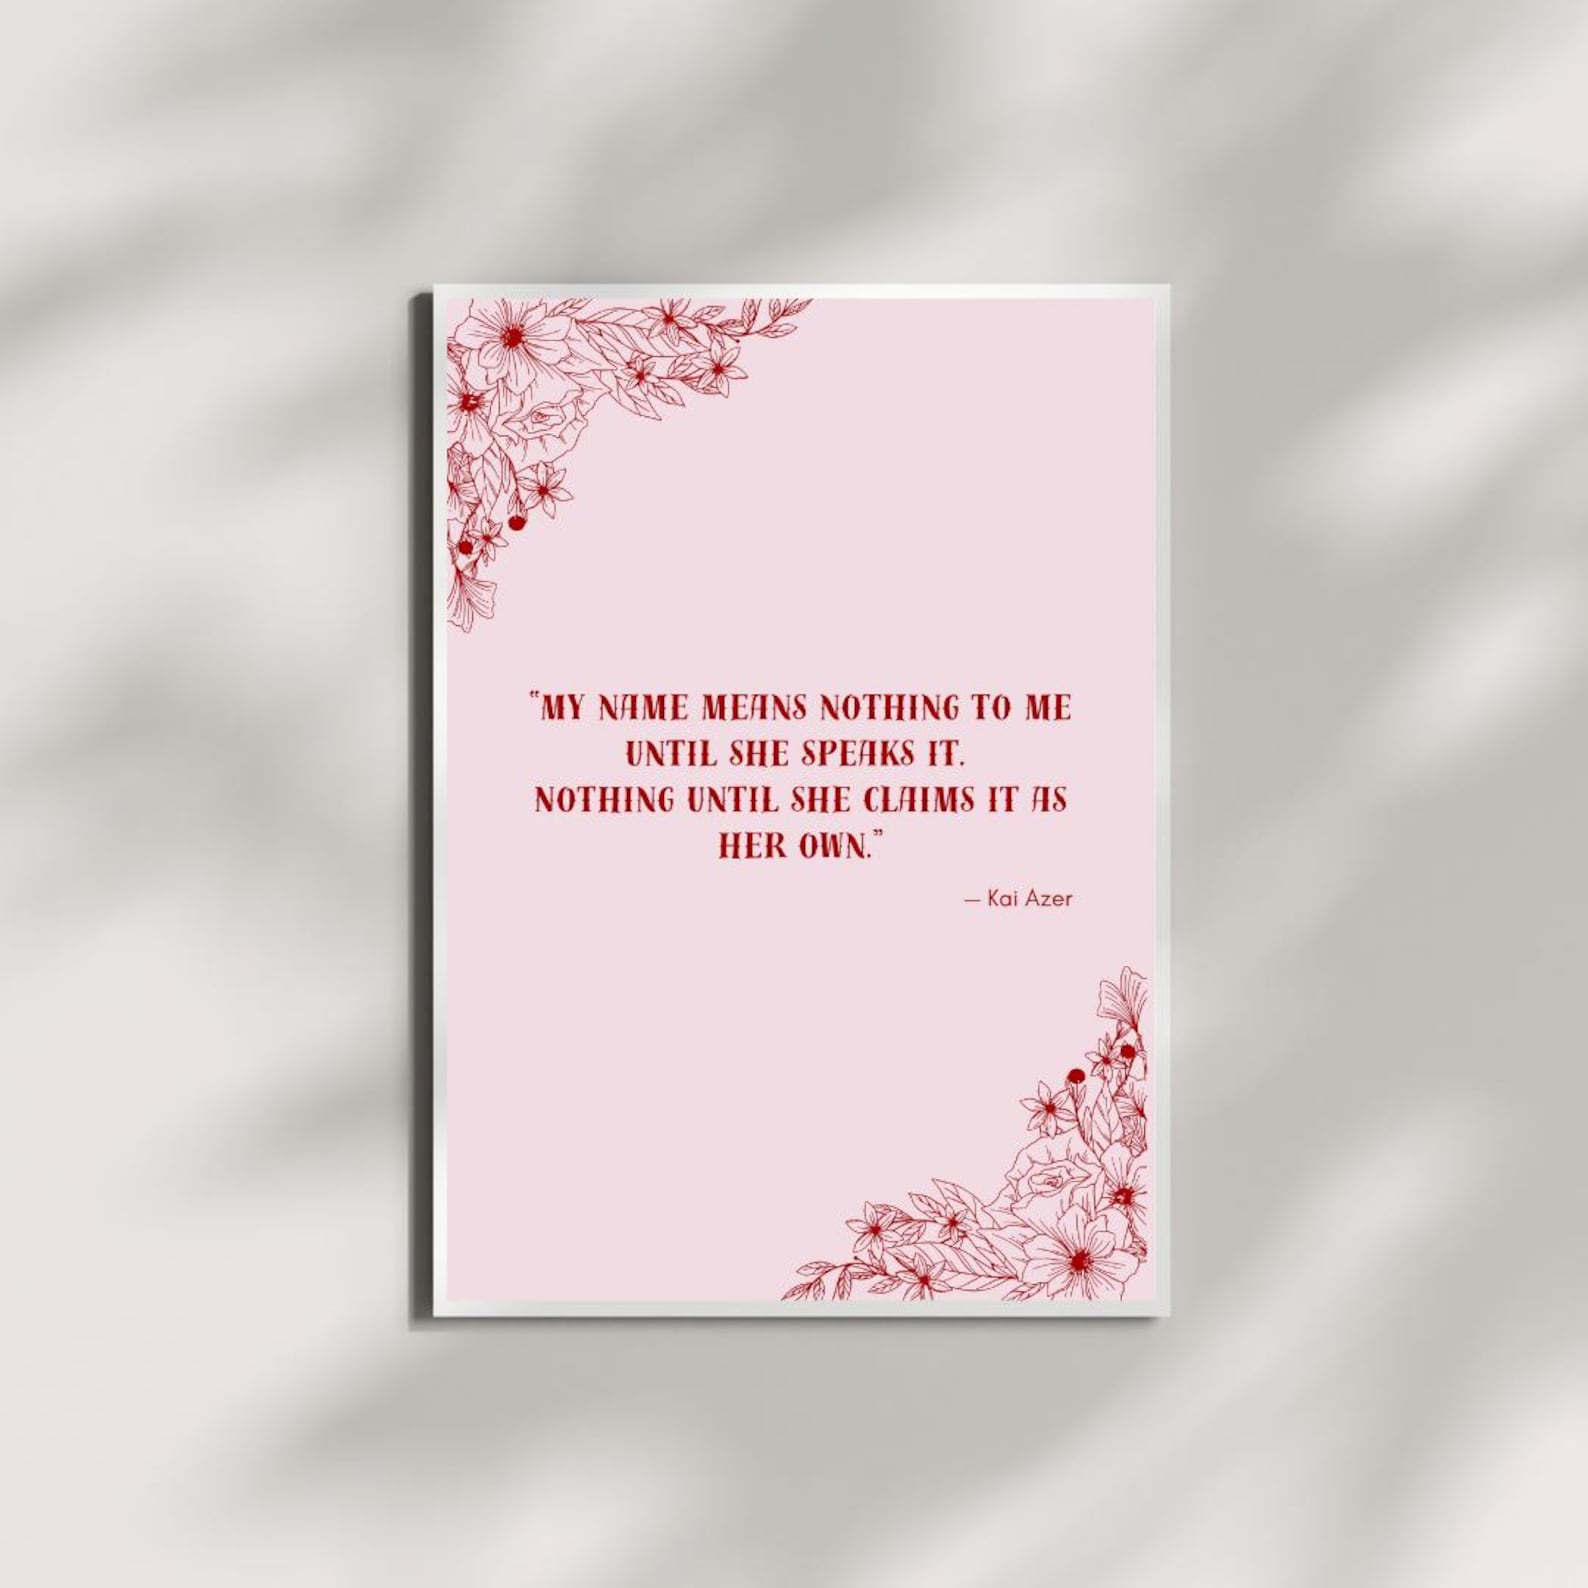 “MY NAME MEANS NOTHING TO ME
UNTIL SHE SPEAKS IT.
NOTHING UNTIL SHE CLAIMS IT AS
HER OWN.”
— Kai Azer